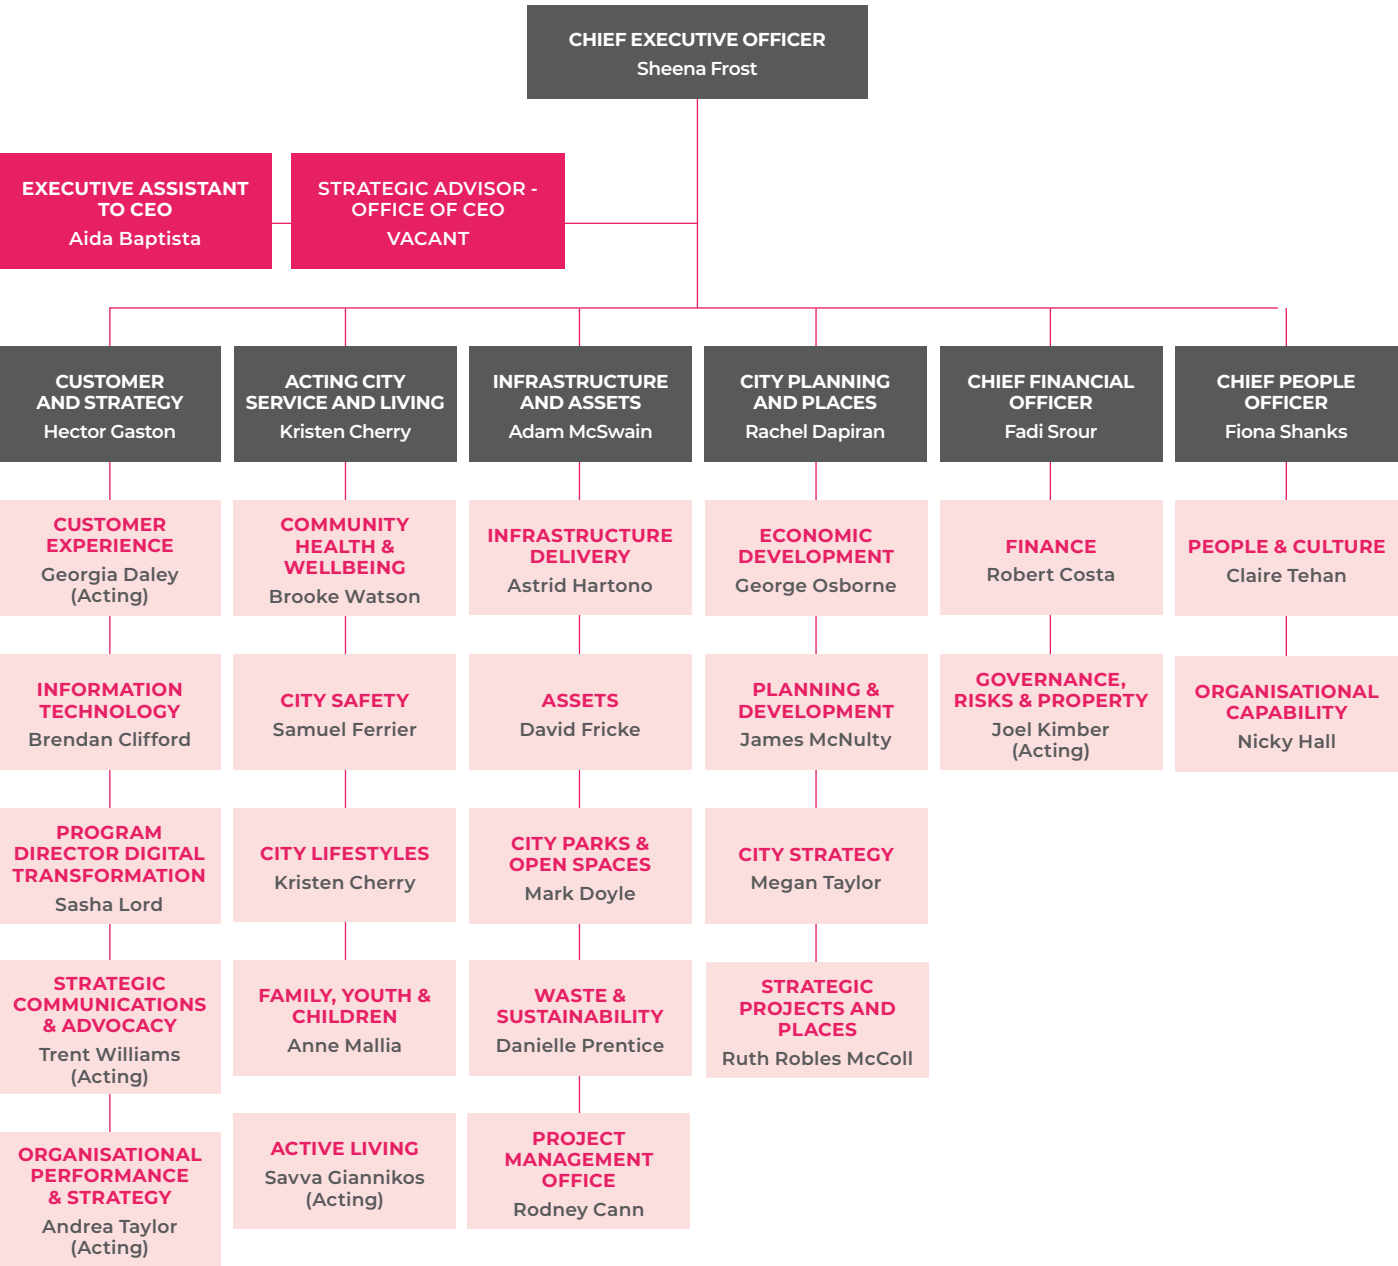 CHIEF EXECUTIVE OFFICER
Sheena Frost
EXECUTIVE ASSISTANT
TO CEO
Aida Baptista
STRATEGIC ADVISOR -
OFFICE OF CEO
VACANT
CUSTOMER
AND STRATEGY
Hector Gaston
ACTING CITY
SERVICE AND LIVING
Kristen Cherry
INFRASTRUCTURE
AND ASSETS
Adam McSwain
CITY PLANNING
AND PLACES
Rachel Dapiran
CHIEF FINANCIAL
OFFICER
Fadi Srour
CHIEF PEOPLE
OFFICER
Fiona Shanks
CUSTOMER
EXPERIENCE
Georgia Daley
(Acting)
COMMUNITY
HEALTH &
WELLBEING
Brooke Watson
INFRASTRUCTURE
DELIVERY
Astrid Hartono
ECONOMIC
DEVELOPMENT
George Osborne
FINANCE
Robert Costa
PEOPLE & CULTURE
Claire Tehan
INFORMATION
TECHNOLOGY
Brendan Clifford
CITY SAFETY
Samuel Ferrier
ASSETS
David Fricke
PLANNING &
DEVELOPMENT
James McNulty
GOVERNANCE,
RISKS & PROPERTY
Joel Kimber
(Acting)
ORGANISATIONAL
CAPABILITY
Nicky Hall
PROGRAM
DIRECTOR DIGITAL
TRANSFORMATION
Sasha Lord
CITY LIFESTYLES
Kristen Cherry
CITY PARKS &
OPEN SPACES
Mark Doyle
CITY STRATEGY
Megan Taylor
STRATEGIC
COMMUNICATIONS
& ADVOCACY
Trent Williams
(Acting)
FAMILY, YOUTH &
CHILDREN
Anne Mallia
WASTE &
SUSTAINABILITY
Danielle Prentice
STRATEGIC
PROJECTS AND
PLACES
Ruth Robles McColl
ORGANISATIONAL
PERFORMANCE
& STRATEGY
Andrea Taylor
(Acting)
ACTIVE LIVING
Savva Giannikos
(Acting)
PROJECT
MANAGEMENT
OFFICE
Rodney Cann